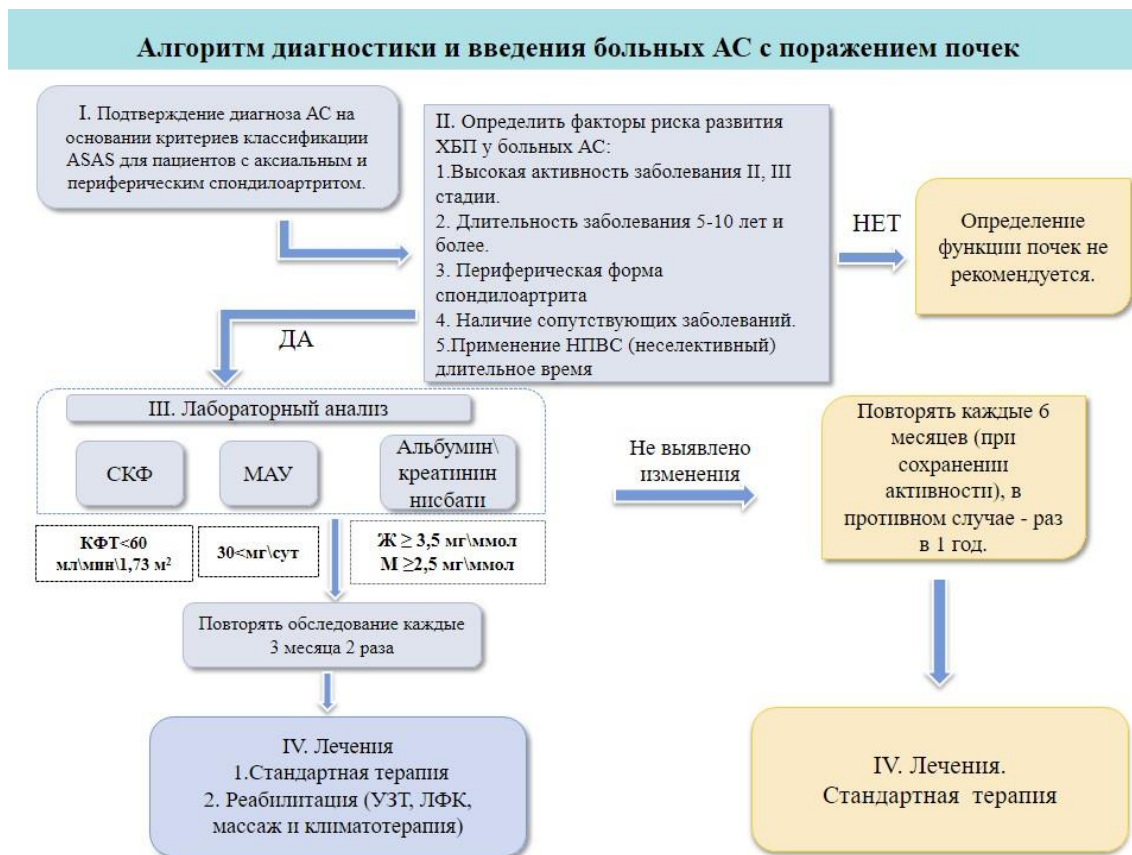 Алгоритм диагностики и введения больных АС с поражением почек
I. Подтверждение диагноза АС на
основании критериев классификации
ASAS для пациентов с аксиальным и
периферическим спондилоартритом.
II. Определить факторы риска развития
ХБП у больных АС:
1.Высокая активность заболевания II, III
стадии.
2. Длительность заболевания 5-10 лет и
более.
3. Периферическая форма
спондилоартрита
4. Наличие сопутствующих заболеваний.
5.Применение НПВС (неселективный)
длительное время
НЕТ
Определение
функции почек не
рекомендуется.
ДА
III. Лабораторный анализ
СКФ
МАУ
Альбумин\
креатинин
нисбати
Не выявлено
изменения
Повторять каждые 6
месяцев (при
сохранении
активности), в
противном случае - раз
в 1 год.
КФТ<60
мл\мин\1,73 м²
30<мг\сут
Ж ≥ 3,5 мг\ммол
М ≥2,5 мг\ммол
Повторять обследование каждые
3 месяца 2 раза
IV. Лечения
1.Стандартная терапия
2. Реабилитация (УЗТ, ЛФК,
массаж и климатотерапия)
IV. Лечения.
Стандартная терапия